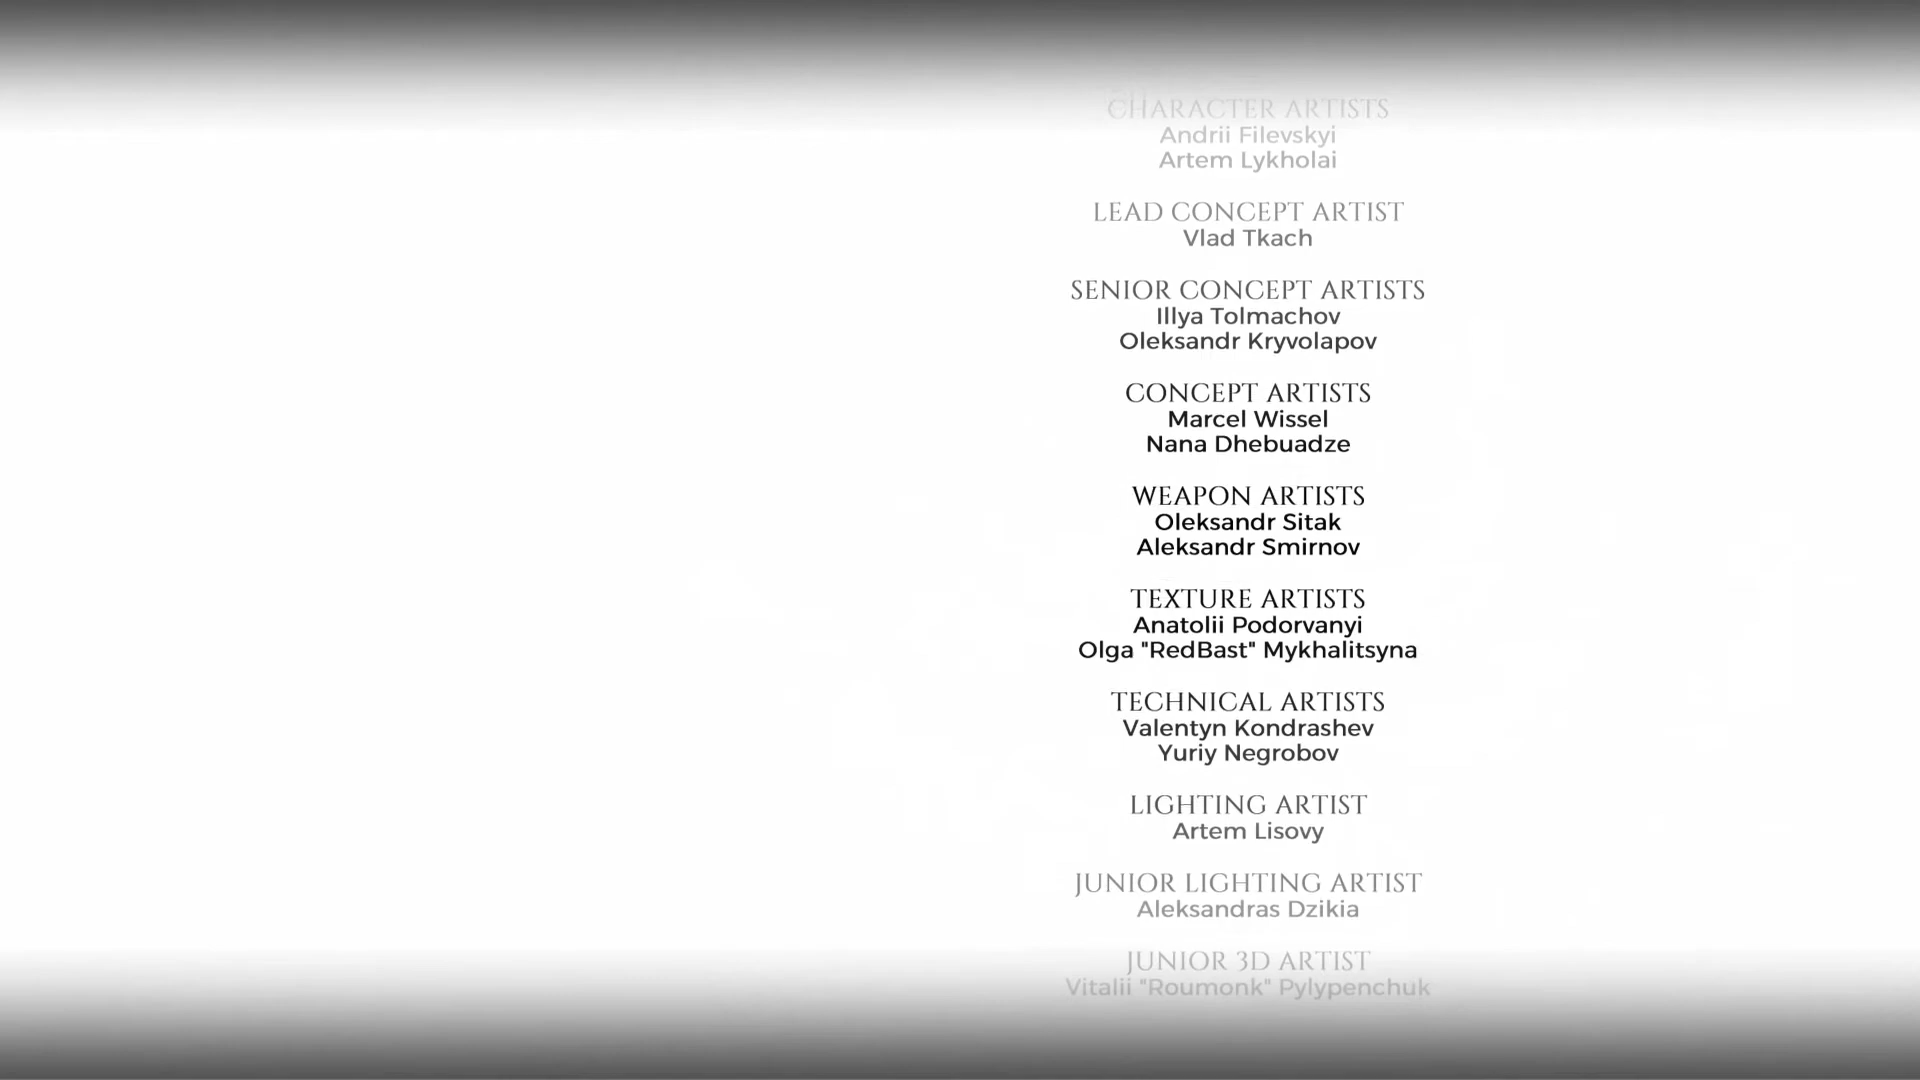 CHARACTER ARTISTS
Andrii Filevskyi
Artem Lykholai
LEAD CONCEPT ARTIST
Vlad Tkach
SENIOR CONCEPT ARTISTS
Illya Tolmachov
Oleksandr Kryvolapov
CONCEPT ARTISTS
Marcel Wissel
Nana Dhebuadze
WEAPON ARTISTS
Oleksandr Sitak
Aleksandr Smirnov
TEXTURE ARTISTS
Anatolii Podorvanyi
Olga "RedBast" Mykhalitsyna
TECHNICAL ARTISTS
Valentyn Kondrashev
Yuriy Negrobov
LIGHTING ARTIST
Artem Lisovy
JUNIOR LIGHTING ARTIST
Aleksandras Dzikia
JUNIOR 3D ARTIST
Vitalii "Roumonk" Pylypenchuk